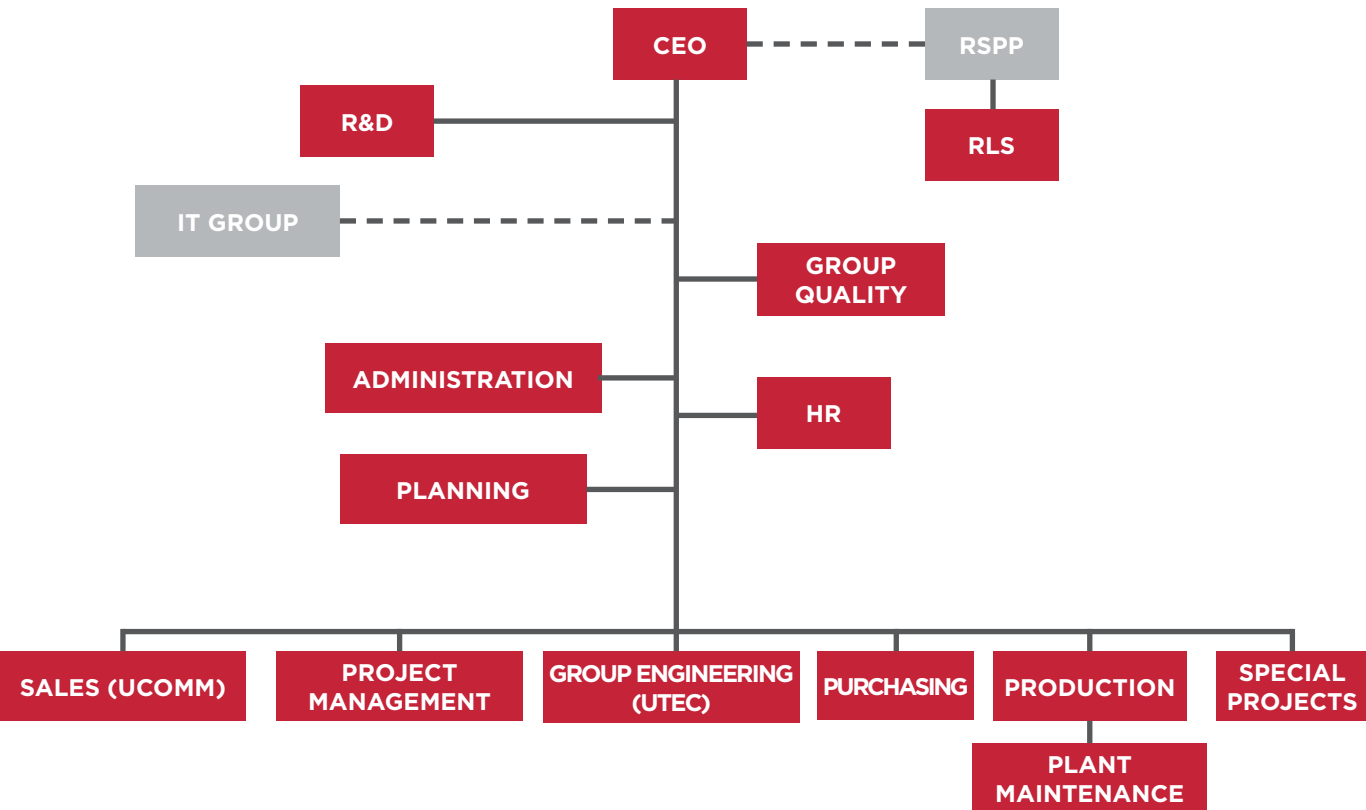 CEO
RSPP
R&D
RLS
IT GROUP
GROUP
QUALITY
ADMINISTRATION
HR
PLANNING
SALES (UCOMM)
PROJECT
MANAGEMENT
GROUP ENGINEERING
(UTEC)
PURCHASING
PRODUCTION
SPECIAL
PROJECTS
PLANT
MAINTENANCE